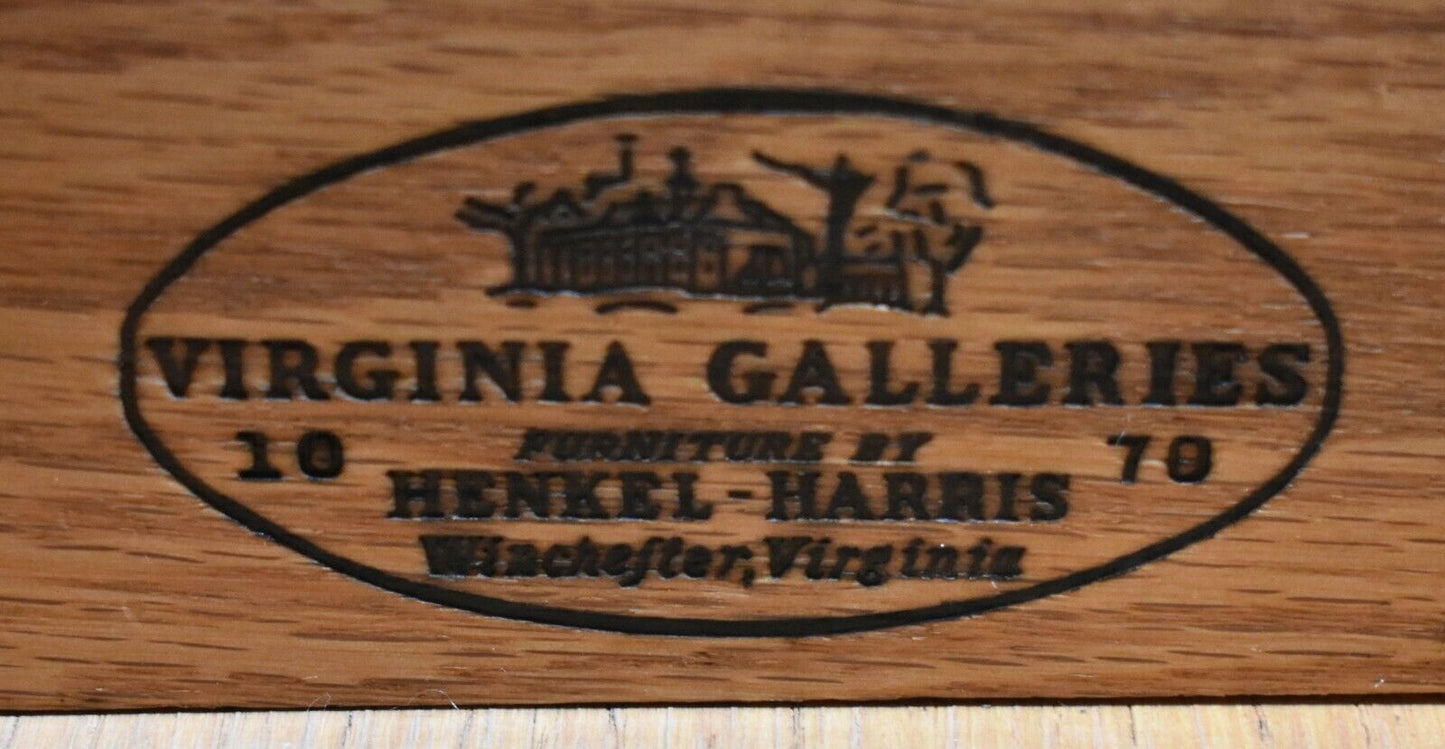 VIRGINIA GALLERIES
10 FURNITURE BY 70
HENKEL-HARRIS
Wincheſter, Virginia